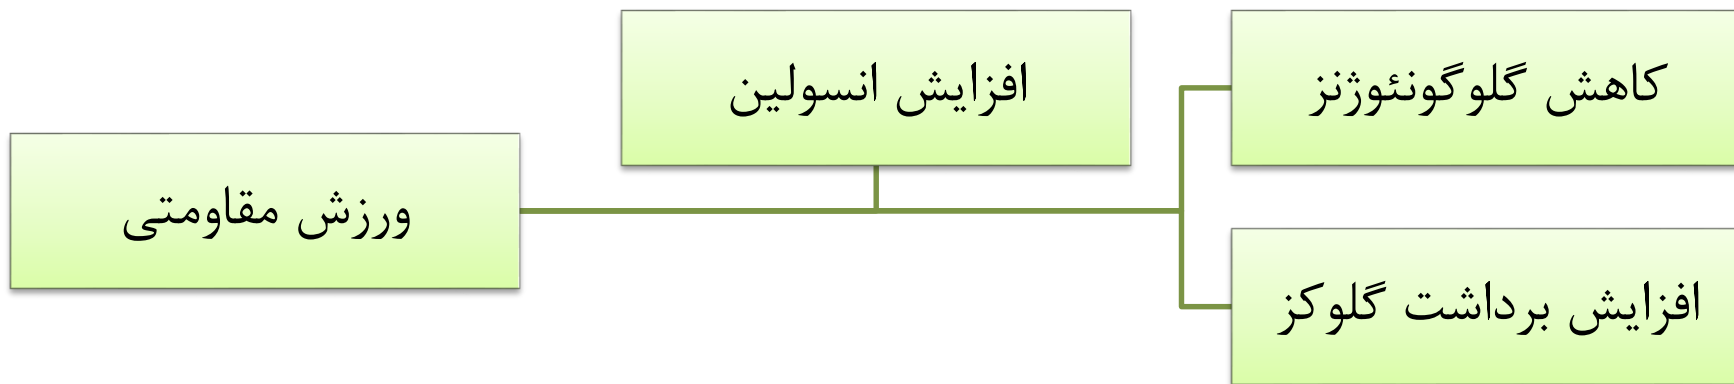 ورزش مقاومتی
افزایش انسولین
کاهش گلوگونئوژنز
افزایش برداشت گلوکز